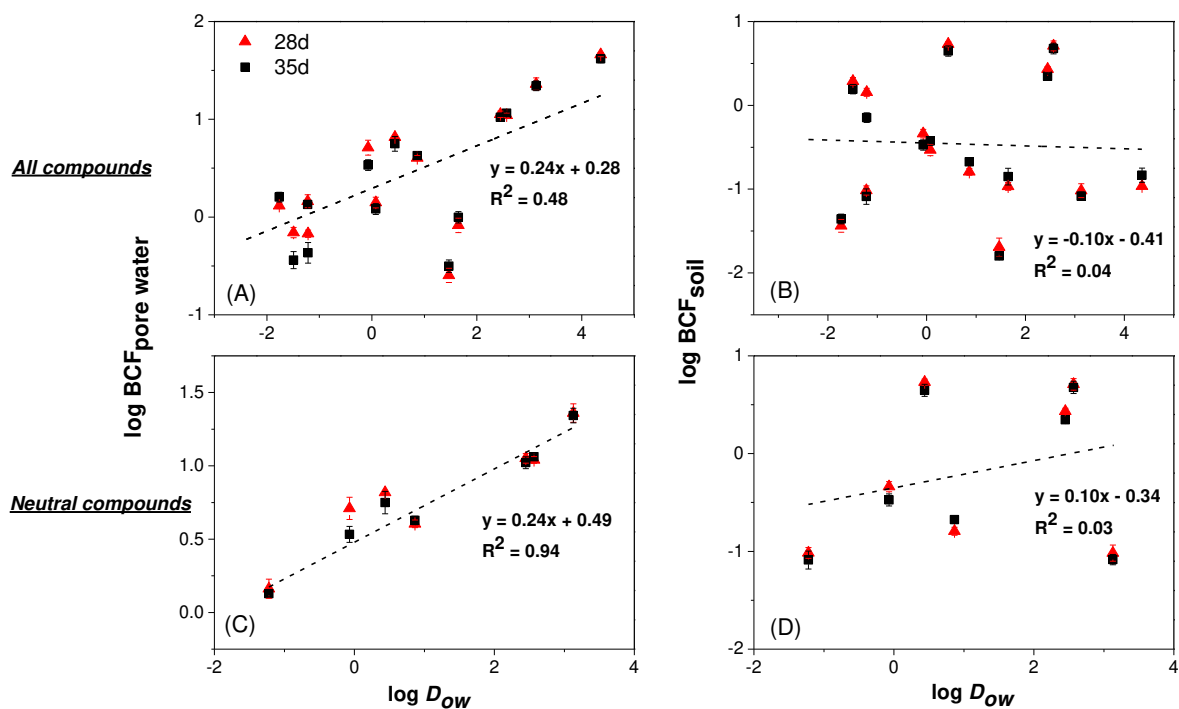 2
1
0
-1
28d
35d
y = 0.24x + 0.28
R² = 0.48
(A)
-2
0
2
4
1
0
-1
-2
y = -0.10x - 0.41
R² = 0.04
(B)
-2
0
2
4
All compounds
log BCF pore water
log BCF soil
1.5
1.0
0.5
0.0
y = 0.24x + 0.49
R² = 0.94
(C)
-2
0
2
4
log Dow
1
0
-1
-2
y = 0.10x - 0.34
R² = 0.03
(D)
-2
0
2
4
log Dow
Neutral compounds